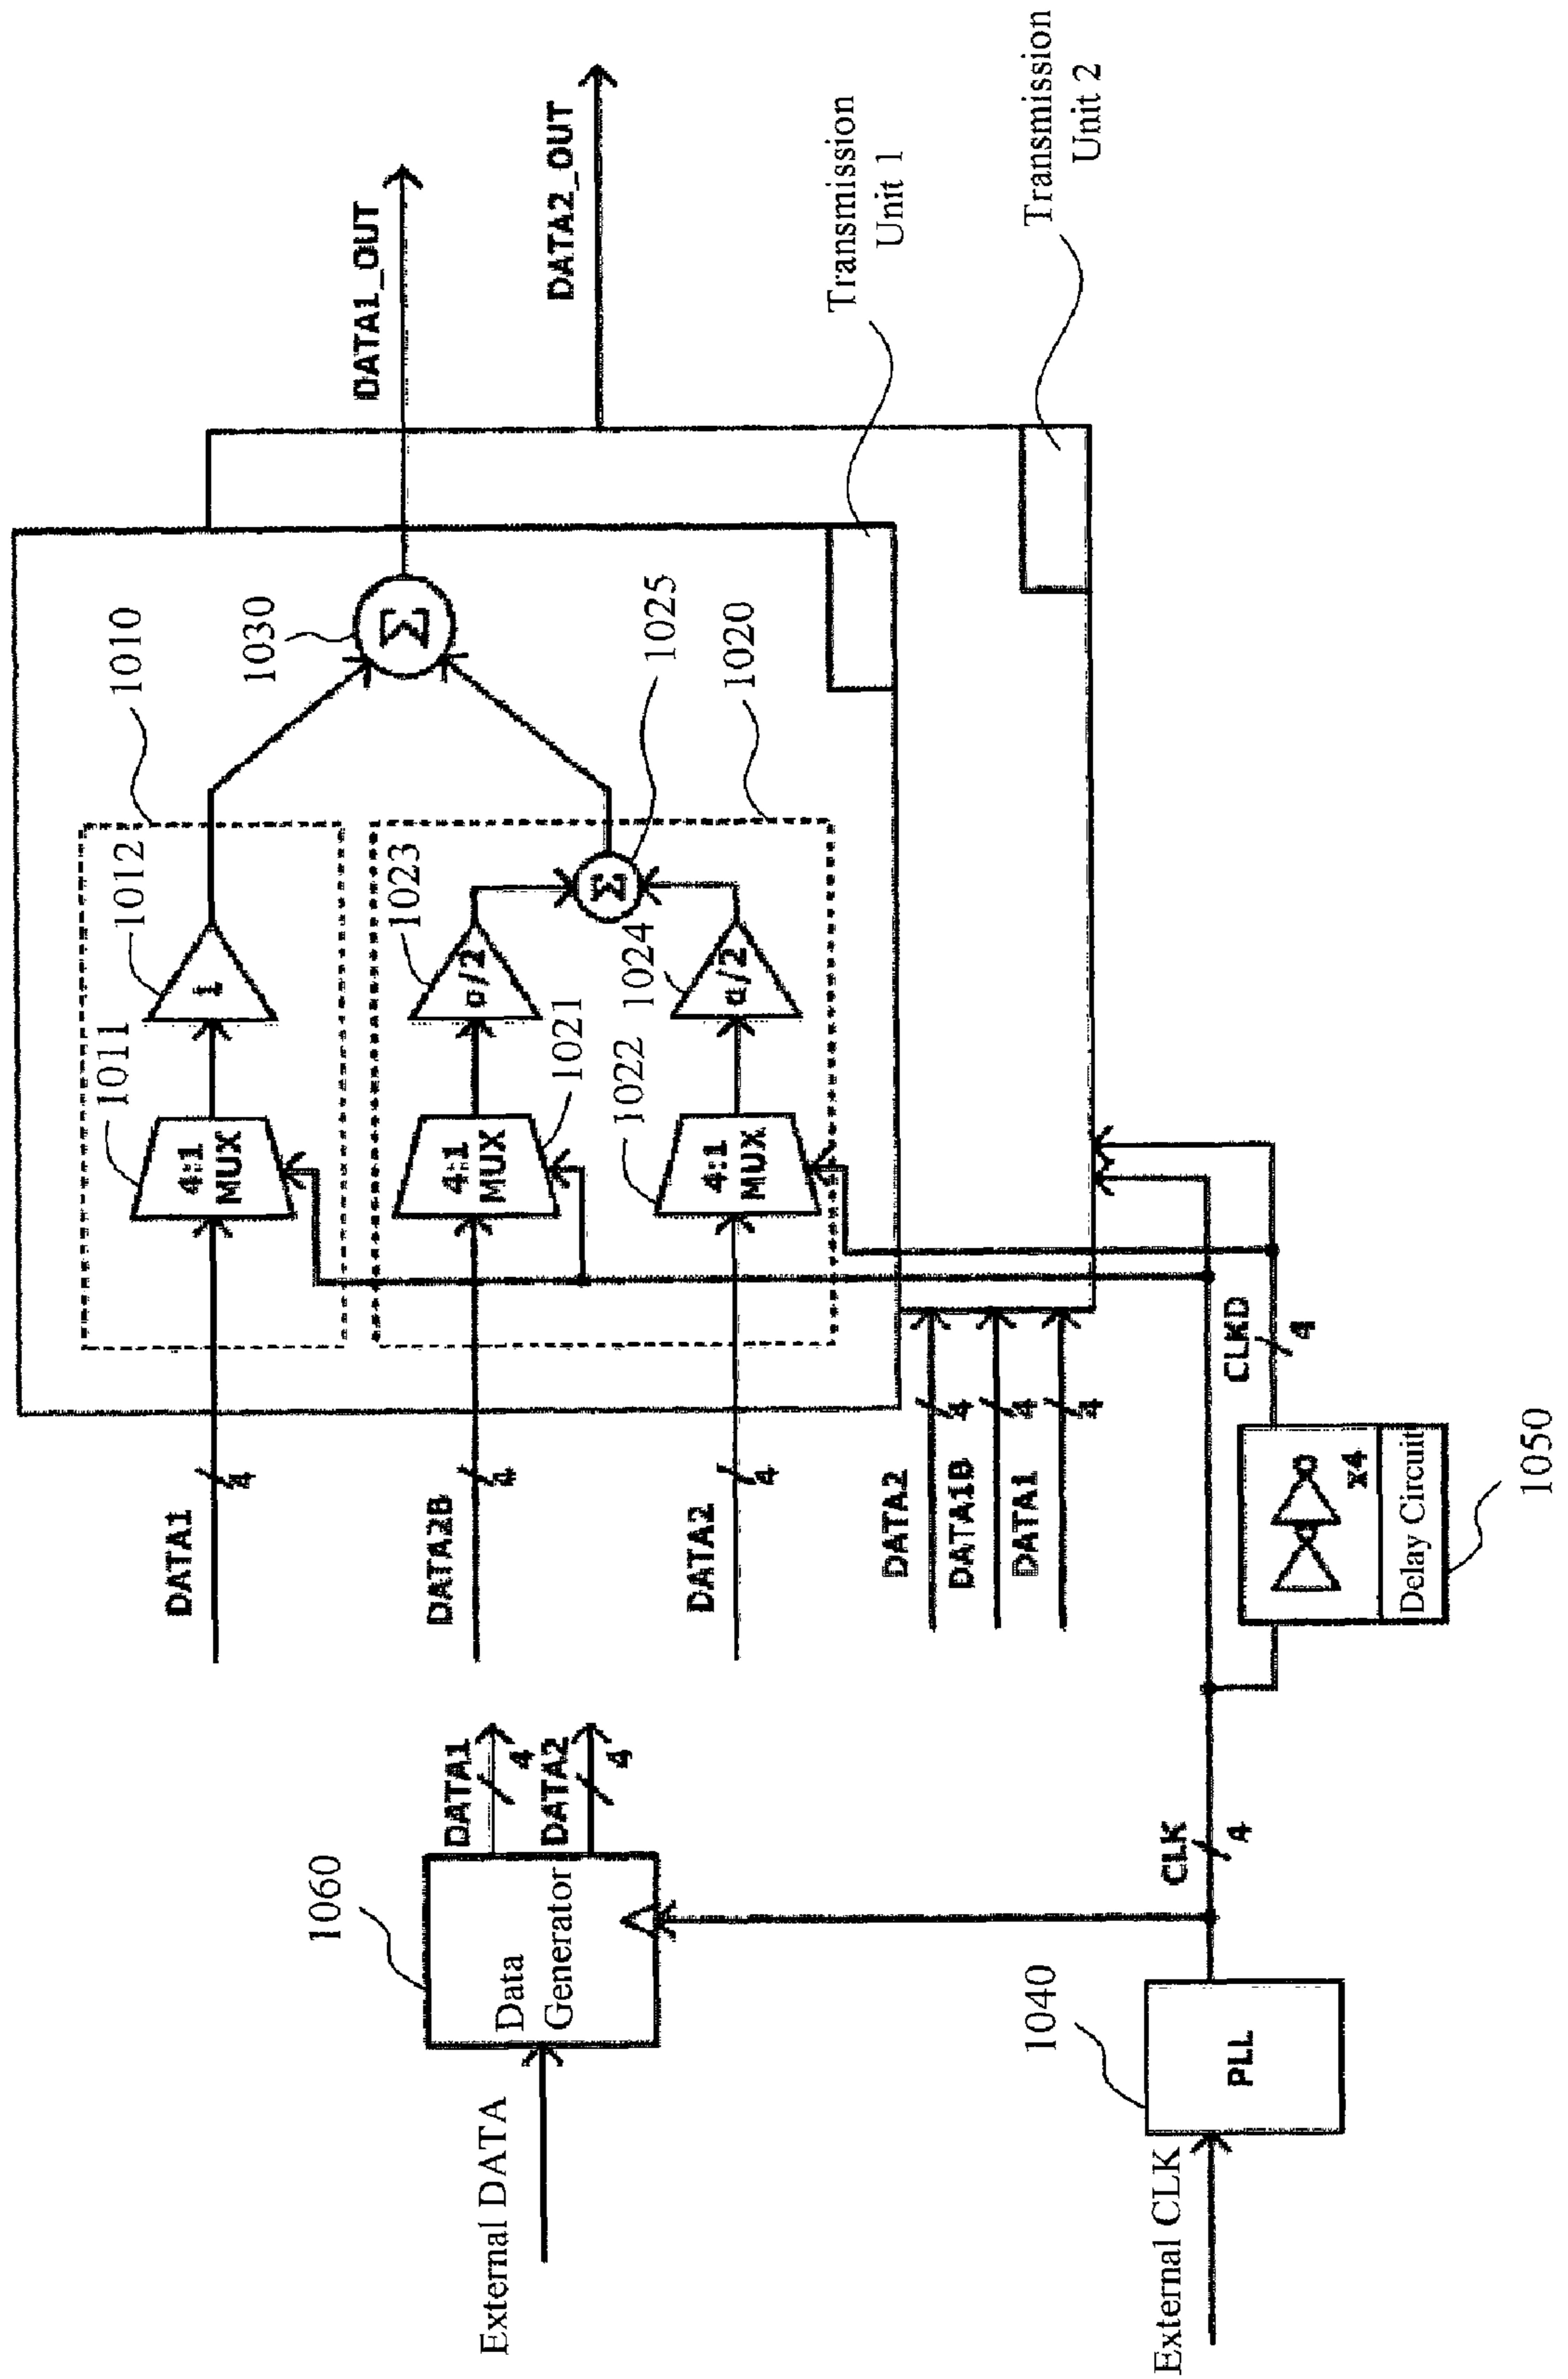 External DATA
1060
Data
Generator
DATA1
4
DATA2
4
External CLK
1040
PLL
CLK
4
CLKD
4
x4
Delay Circuit
1050
DATA1
4
DATA2B
4
DATA2
4
DATA2
4
DATA1B
4
DATA1
4
1011
4:1
MUX
1012
1
1010
1021
4:1
MUX
1023
α/2
1022
4:1
MUX
1024
α/2
Σ
1025
1020
Σ
1030
DATA1_OUT
DATA2_OUT
Transmission
Unit 1
Transmission
Unit 2